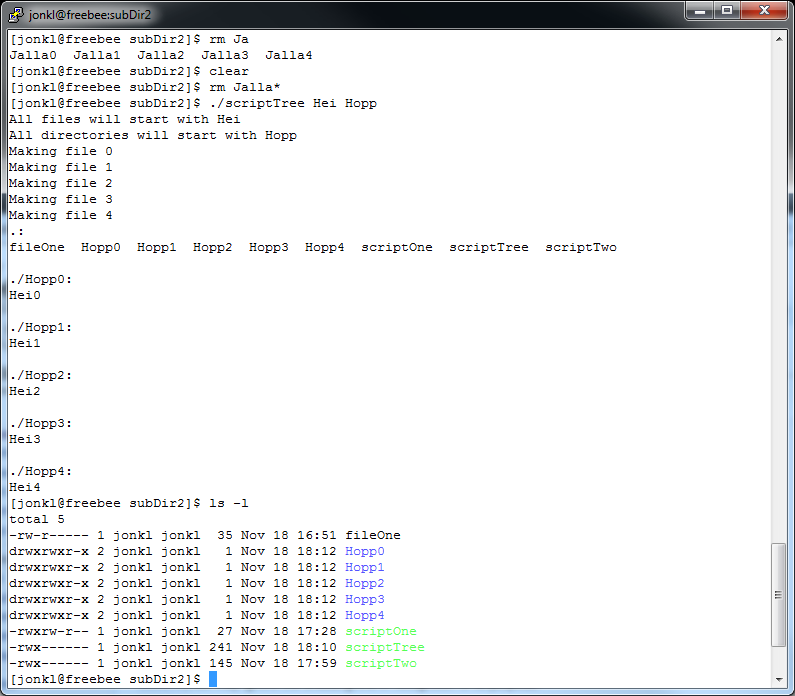 jonkl@freebee:subDir2
[jonkl@freebee subDir2]$ rm Ja
Jalla0  Jalla1  Jalla2  Jalla3  Jalla4
[jonkl@freebee subDir2]$ clear
[jonkl@freebee subDir2]$ rm Jalla*
[jonkl@freebee subDir2]$ ./scriptTree Hei Hopp
All files will start with Hei
All directories will start with Hopp
Making file 0
Making file 1
Making file 2
Making file 3
Making file 4
.:
fileOne  Hopp0  Hopp1  Hopp2  Hopp3  Hopp4  scriptOne  scriptTree  scriptTwo

./Hopp0:
Hei0

./Hopp1:
Hei1

./Hopp2:
Hei2

./Hopp3:
Hei3

./Hopp4:
Hei4
[jonkl@freebee subDir2]$ ls -l
total 5
-rw-r----- 1 jonkl jonkl  35 Nov 18 16:51 fileOne
drwxrwxr-x 2 jonkl jonkl   1 Nov 18 18:12 Hopp0
drwxrwxr-x 2 jonkl jonkl   1 Nov 18 18:12 Hopp1
drwxrwxr-x 2 jonkl jonkl   1 Nov 18 18:12 Hopp2
drwxrwxr-x 2 jonkl jonkl   1 Nov 18 18:12 Hopp3
drwxrwxr-x 2 jonkl jonkl   1 Nov 18 18:12 Hopp4
-rwxrw-r-- 1 jonkl jonkl  27 Nov 18 17:28 scriptOne
-rwx------ 1 jonkl jonkl 241 Nov 18 18:10 scriptTree
-rwx------ 1 jonkl jonkl 145 Nov 18 17:59 scriptTwo
[jonkl@freebee subDir2]$